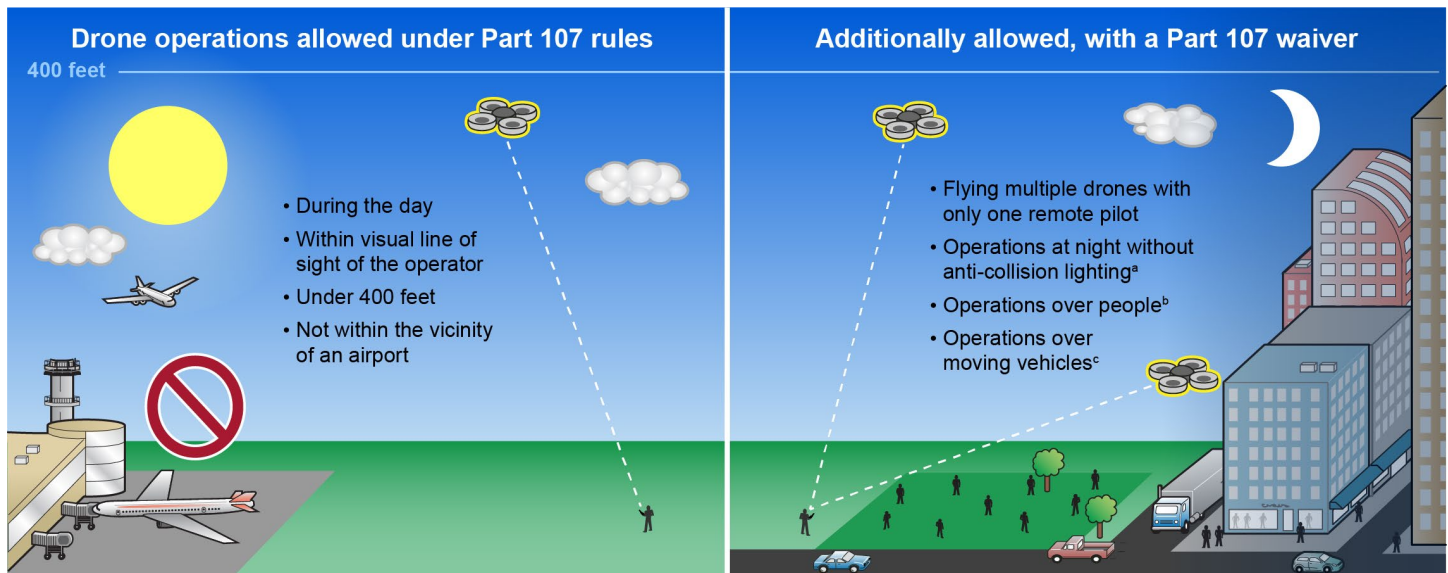 Drone operations allowed under Part 107 rules
400 feet
• During the day
• Within visual line of
sight of the operator
• Under 400 feet
• Not within the vicinity
of an airport
Additionally allowed, with a Part 107 waiver
• Flying multiple drones with
only one remote pilot
• Operations at night without
anti-collision lightingᵃ
• Operations over peopleᵇ
• Operations over
moving vehiclesᶜ